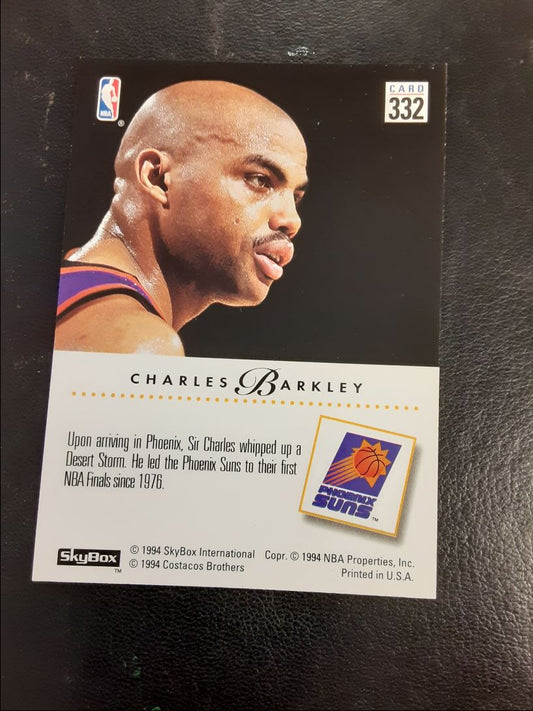 NBA
®
CARD
332
CHARLES BARKLEY
Upon arriving in Phoenix, Sir Charles whipped up a
Desert Storm. He led the Phoenix Suns to their first
NBA Finals since 1976.
PHOENIX
SUNS
TM
SkyBox
TM
© 1994 SkyBox International Copr. © 1994 NBA Properties, Inc.
© 1994 Costacos Brothers Printed in U.S.A.